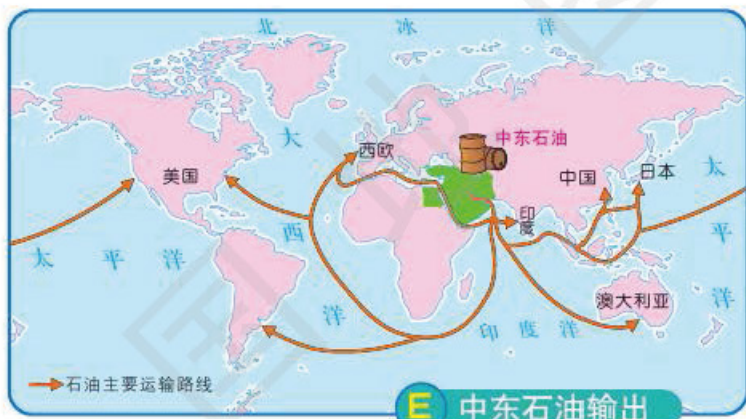 北 冰 洋
大 西 洋
西欧
中东石油
美国
中国
日本
太 平 洋
印度
太 平 洋
澳大利亚
印 度 洋
石油主要运输路线
E 中东石油输出